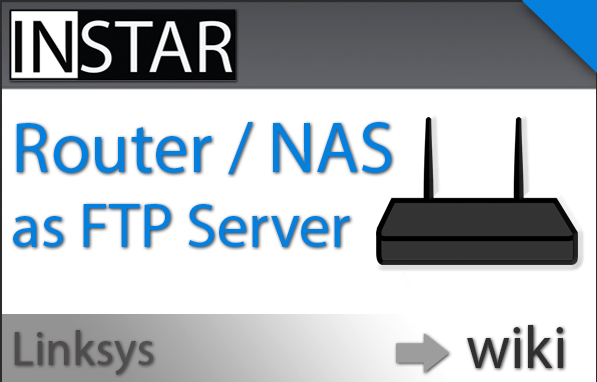 INSTAR
Router / NAS
as FTP Server
Linksys
wiki